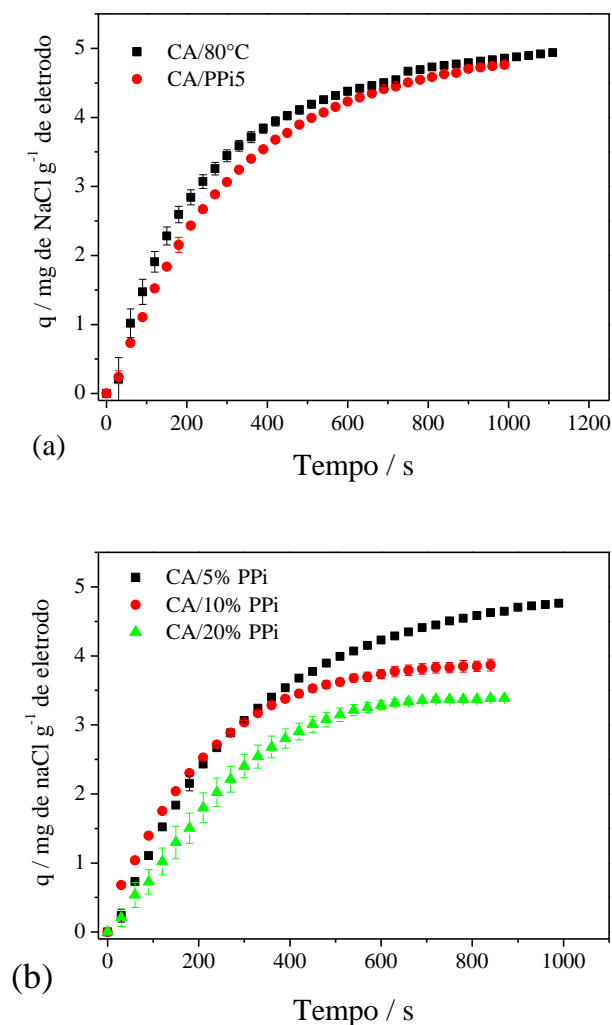 5
4
3
2
1
0
q / mg de NaCl g⁻¹ de eletrodo
CA/80°C
CA/PPi5
0 200 400 600 800 1000 1200
(a)
Tempo / s
5
4
3
2
1
0
q / mg de naCl g⁻¹ de eletrodo
CA/5% PPi
CA/10% PPi
CA/20% PPi
0 200 400 600 800 1000
(b)
Tempo / s